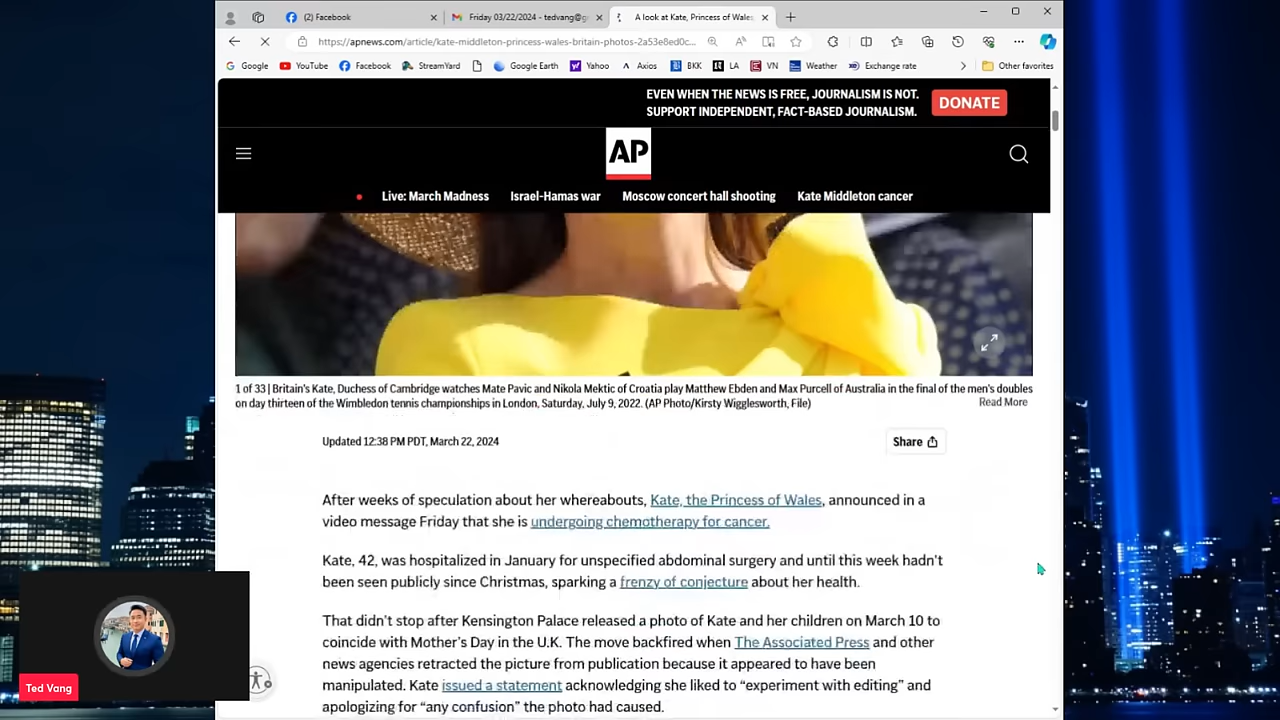 (2) Facebook
Friday 03/22/2024 - tedvang@g
A look at Kate, Princess of Wales
https://apnews.com/article/kate-middleton-princess-wales-britain-photos-2a53e8ed0c...
Google
YouTube
Facebook
StreamYard
Google Earth
Yahoo
Axios
BKK
LA
VN
Weather
Exchange rate
Other favorites
EVEN WHEN THE NEWS IS FREE, JOURNALISM IS NOT.
SUPPORT INDEPENDENT, FACT-BASED JOURNALISM.
DONATE
AP
Live: March Madness
Israel-Hamas war
Moscow concert hall shooting
Kate Middleton cancer
1 of 33 | Britain's Kate, Duchess of Cambridge watches Mate Pavic and Nikola Mektic of Croatia play Matthew Ebden and Max Purcell of Australia in the final of the men's doubles
on day thirteen of the Wimbledon tennis championships in London, Saturday, July 9, 2022. (AP Photo/Kirsty Wigglesworth, File)
Read More
Updated 12:38 PM PDT, March 22, 2024
Share
After weeks of speculation about her whereabouts, Kate, the Princess of Wales, announced in a
video message Friday that she is undergoing chemotherapy for cancer.
Kate, 42, was hospitalized in January for unspecified abdominal surgery and until this week hadn't
been seen publicly since Christmas, sparking a frenzy of conjecture about her health.
That didn't stop after Kensington Palace released a photo of Kate and her children on March 10 to
coincide with Mother's Day in the U.K. The move backfired when The Associated Press and other
news agencies retracted the picture from publication because it appeared to have been
manipulated. Kate issued a statement acknowledging she liked to “experiment with editing” and
apologizing for “any confusion” the photo had caused.
Ted Vang